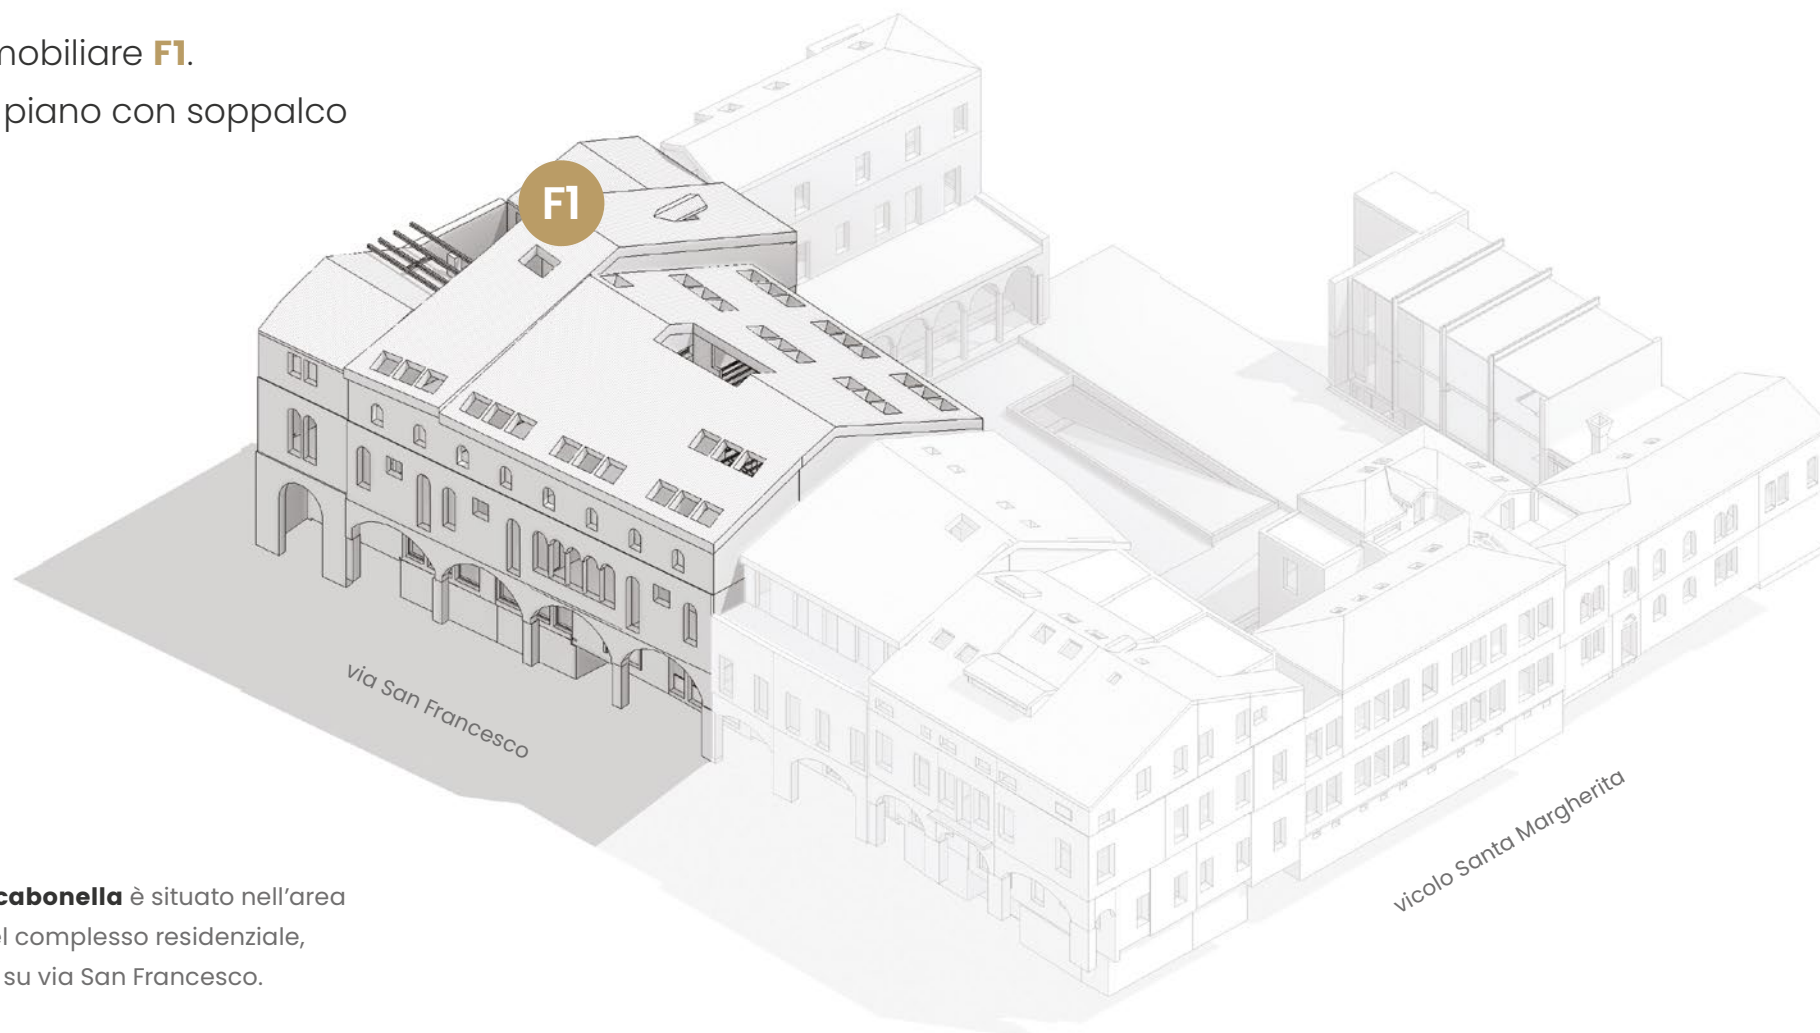 mobiliare F1.
piano con soppalco
F1
via San Francesco
vicolo Santa Margherita
cabonella è situato nell’area
el complesso residenziale,
su via San Francesco.